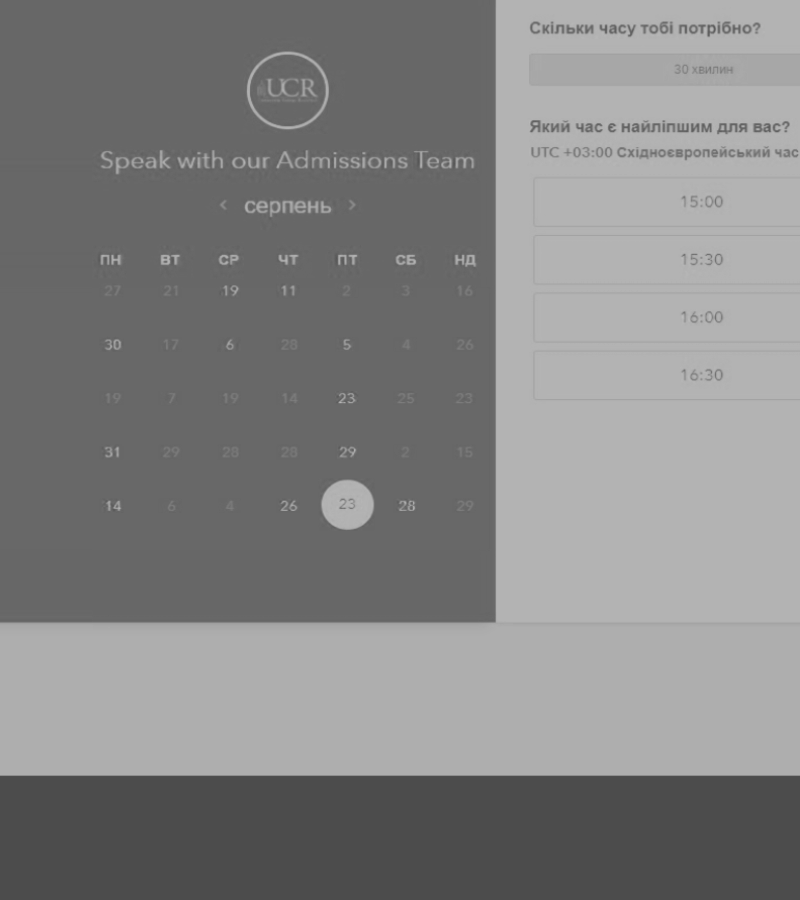 UCR
Speak with our Admissions Team
‹ серпень ›
ПН ВТ СР ЧТ ПТ СБ НД
27 21 19 11 2 3 16
30 17 6 28 5 4 26
19 7 19 14 23 25 23
31 29 28 28 29 2 15
14 6 4 26 23 28 29
Скільки часу тобі потрібно?
30 хвилин
Який час є найліпшим для вас?
UTC +03:00 Східноєвропейський час
15:00
15:30
16:00
16:30